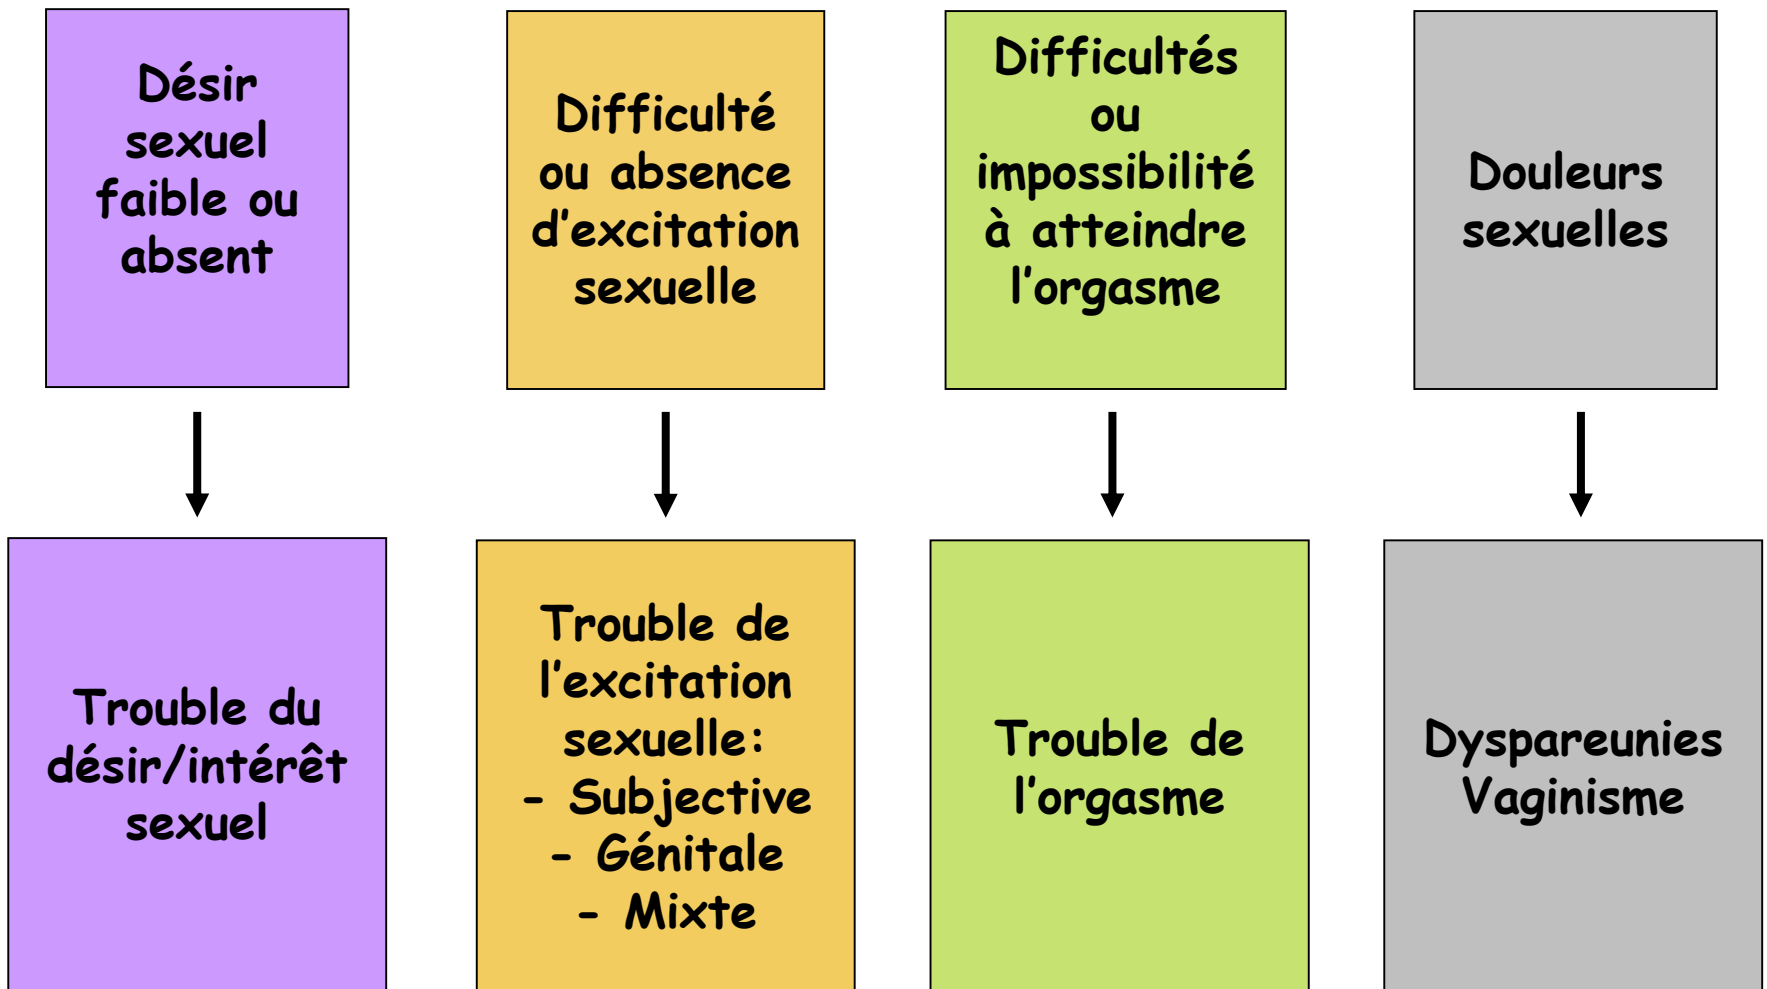 Désir
sexuel
faible ou
absent
Difficulté
ou absence
d'excitation
sexuelle
Difficultés
ou
impossibilité
à atteindre
l'orgasme
Douleurs
sexuelles
Trouble du
désir/intérêt
sexuel
Trouble de
l'excitation
sexuelle:
- Subjective
- Génitale
- Mixte
Trouble de
l'orgasme
Dyspareunies
Vaginisme